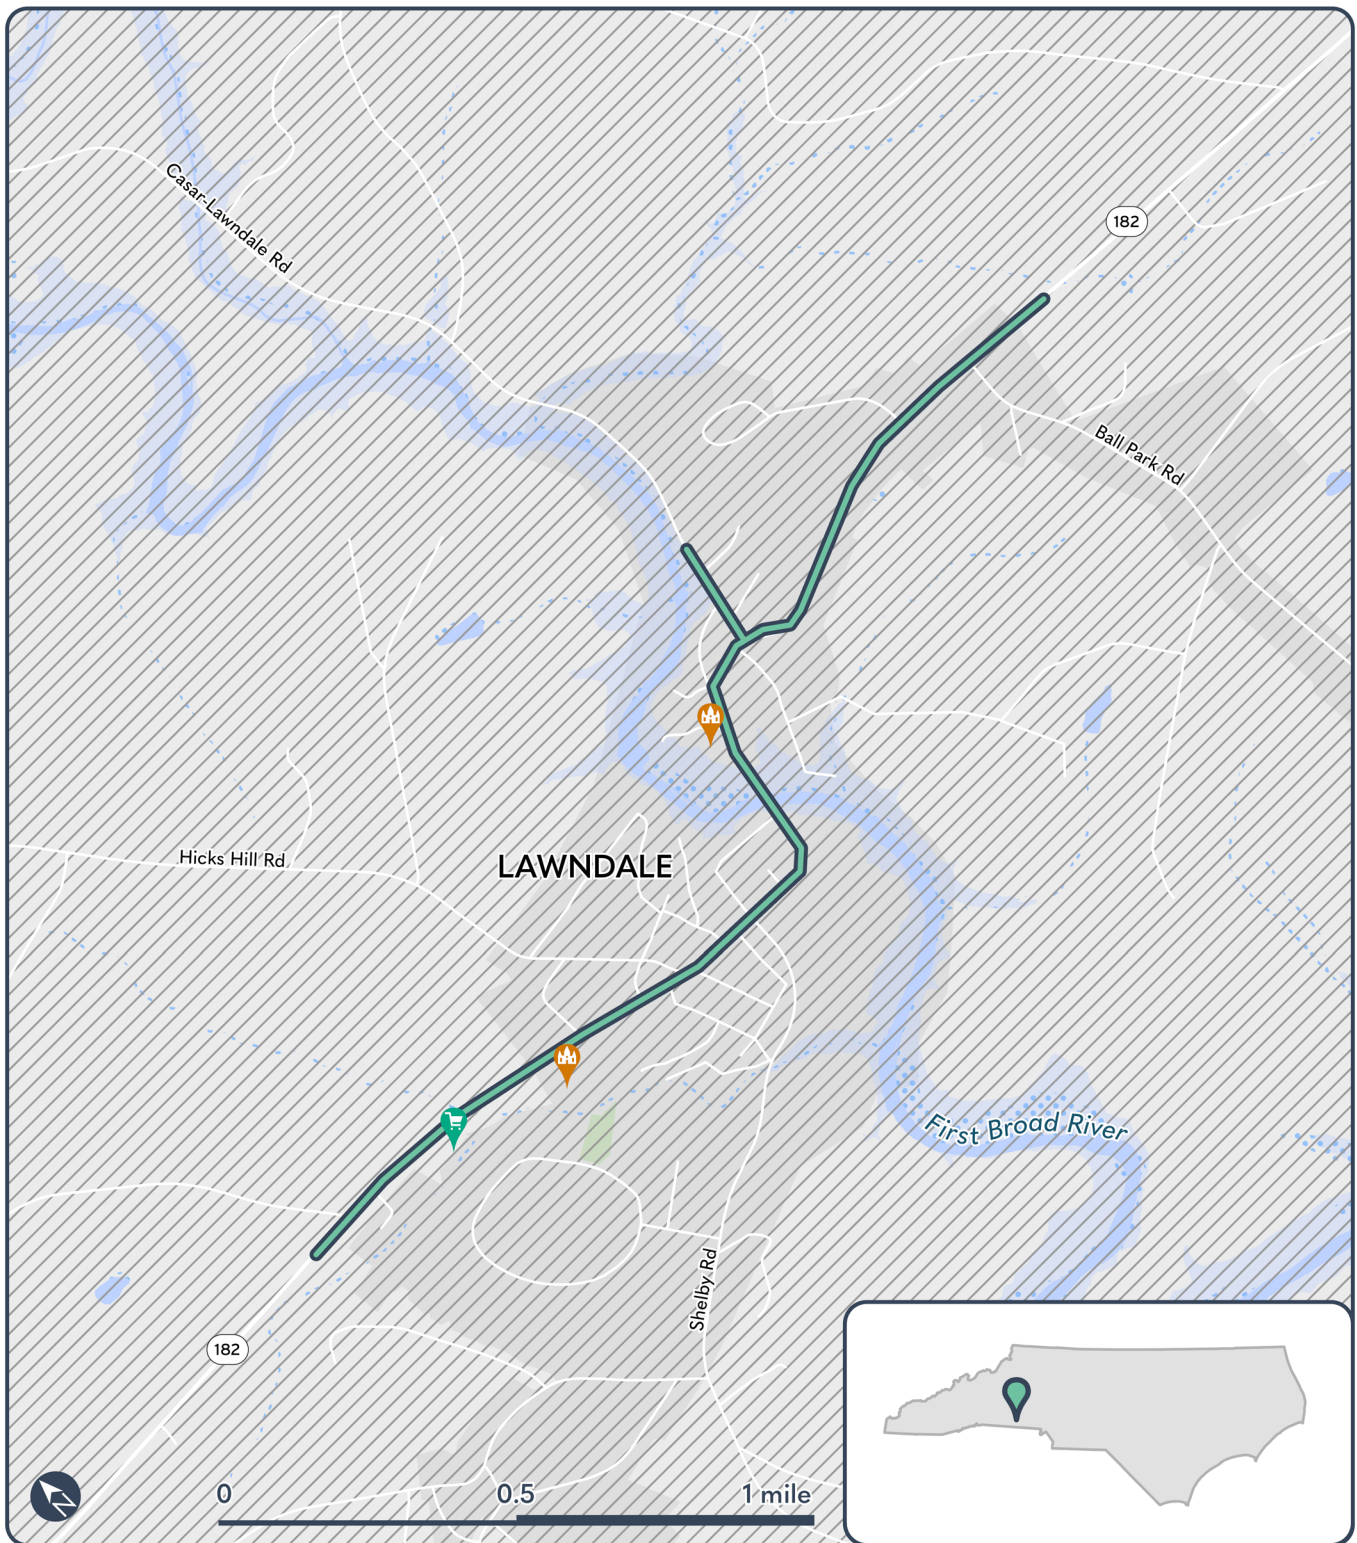 Casar-Lawndale Rd
182
Ball Park Rd
Hicks Hill Rd
LAWNDALE
First Broad River
Shelby Rd
182
N
0 0.5 1 mile